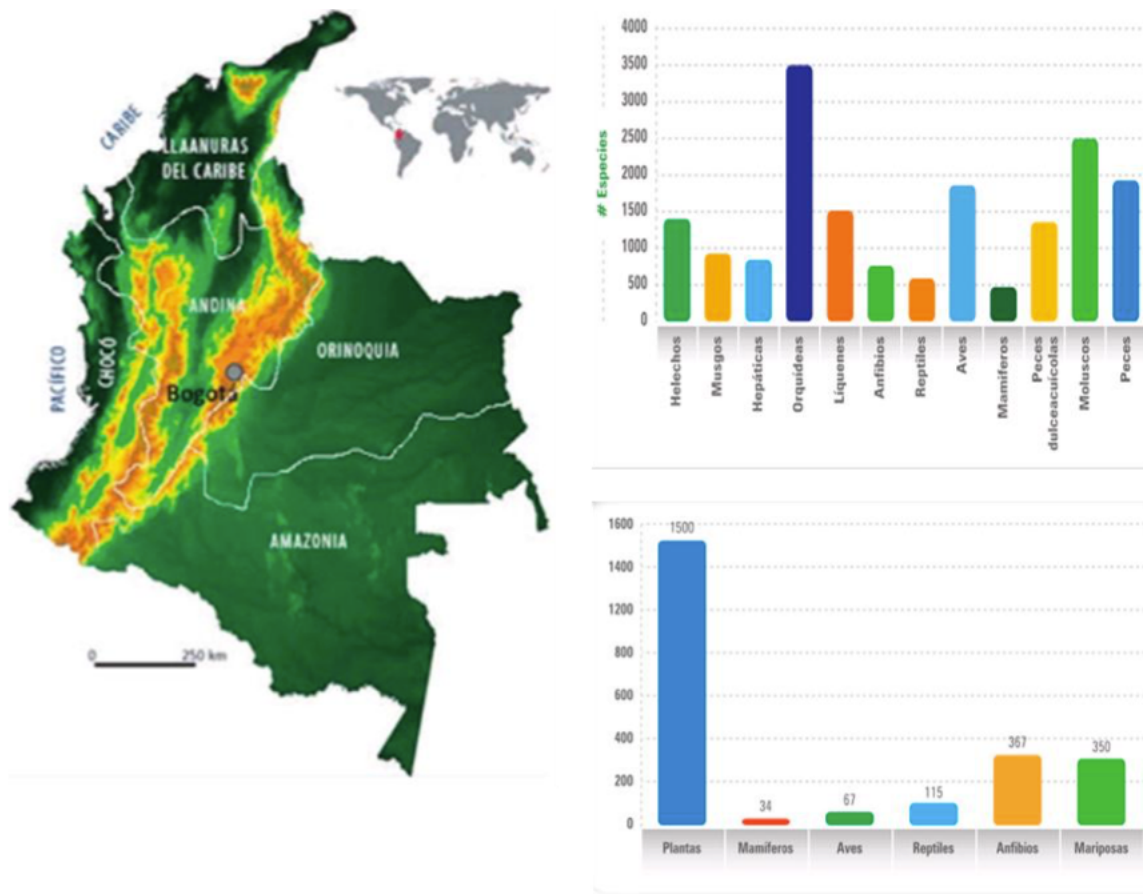 CARIBE
LLAANURAS
DEL CARIBE
ANDINA
PACÍFICO
CHOCÓ
ORINOQUIA
Bogotá
AMAZONIA
0 250 km
# Especies
4000
3500
3000
2500
2000
1500
1000
500
0
Helechos
Musgos
Hepáticas
Orquídeas
Líquenes
Anfibios
Reptiles
Aves
Mamíferos
Peces
dulceacuícolas
Moluscos
Peces
1600
1400
1200
1000
800
600
400
200
0
1500
34
67
115
367
350
Plantas
Mamíferos
Aves
Reptiles
Anfibios
Mariposas